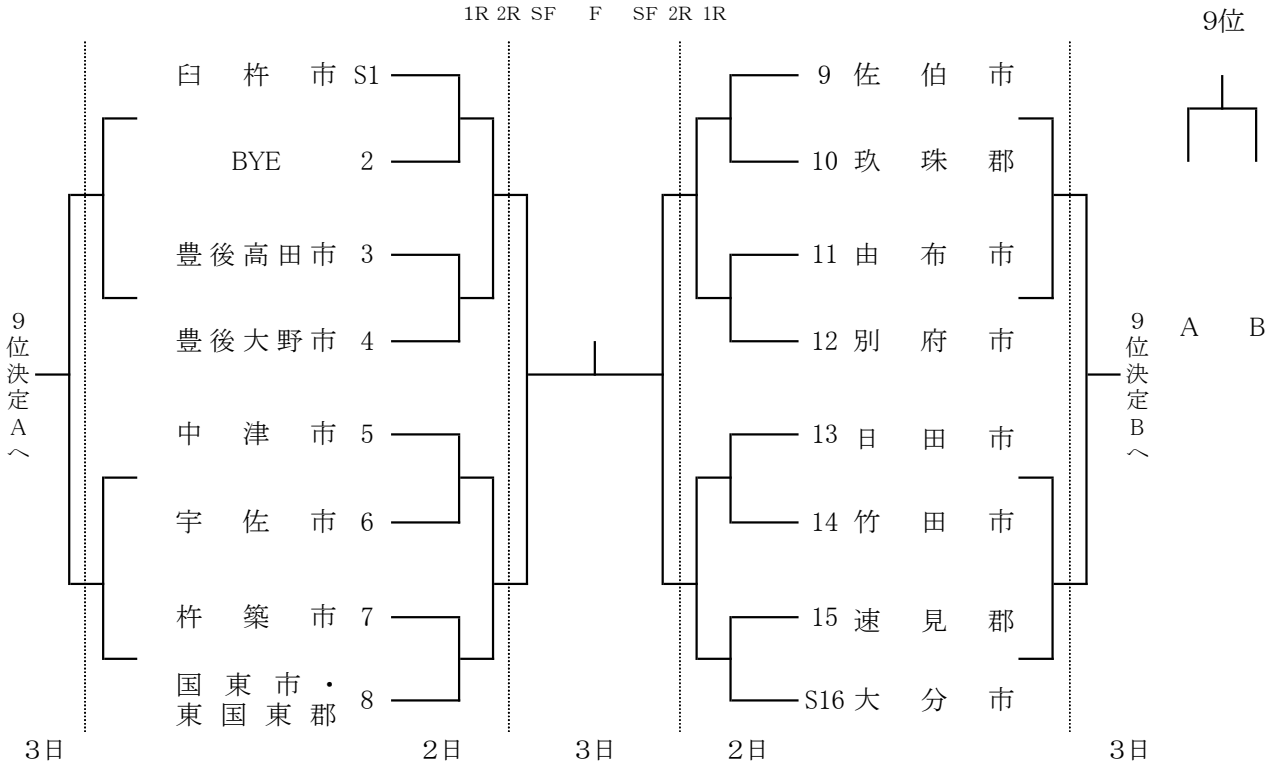 1R 2R SF F SF 2R 1R
9位
臼杵市 S1
BYE 2
豊後高田市 3
豊後大野市 4
中津市 5
宇佐市 6
杵築市 7
国東市・
東国東郡 8
9 佐伯市
10 玖珠郡
11 由布市
12 別府市
13 日田市
14 竹田市
15 速見郡
S16 大分市
9位決定Aへ
9位決定Bへ
A B
3日 2日 3日 2日 3日